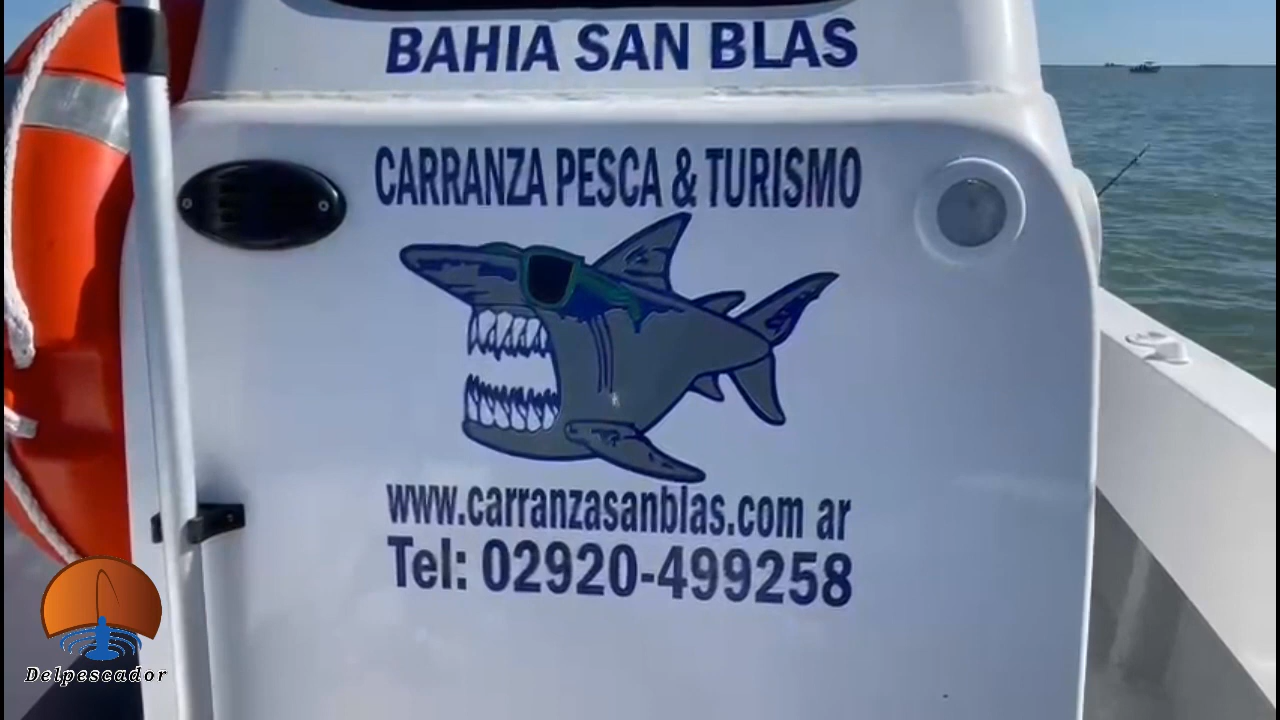 BAHIA SAN BLAS
CARRANZA PESCA & TURISMO
www.carranzasanblas.com ar
Tel: 02920-499258
Delpescador